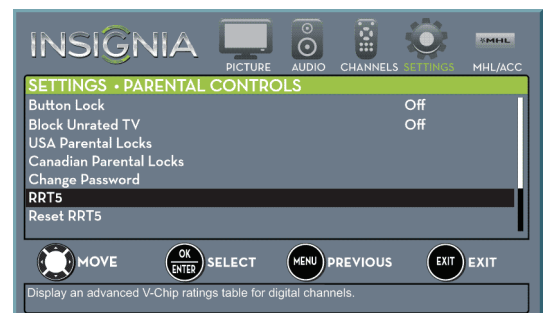 INSIGNIA
PICTURE AUDIO CHANNELS SETTINGS MHL/ACC
MHL
SETTINGS • PARENTAL CONTROLS
Button Lock Off
Block Unrated TV Off
USA Parental Locks
Canadian Parental Locks
Change Password
RRT5
Reset RRT5
MOVE OK ENTER SELECT MENU PREVIOUS EXIT EXIT
Display an advanced V-Chip ratings table for digital channels.